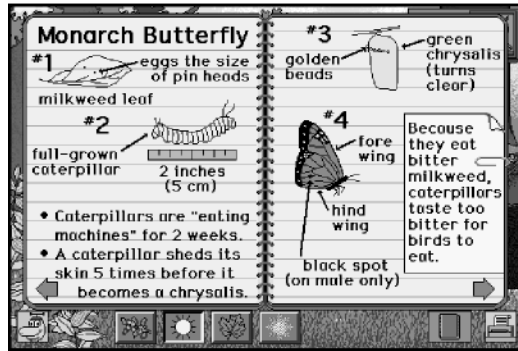 Monarch Butterfly
#1
eggs the size
of pin heads
milkweed leaf
#2
full-grown
caterpillar
2 inches
(5 cm)
• Caterpillars are "eating
machines" for 2 weeks.
• A caterpillar sheds its
skin 5 times before it
becomes a chrysalis.
#3
golden
beads
green
chrysalis
(turns
clear)
#4
fore
wing
hind
wing
black spot
(on male only)
Because
they eat
bitter
milkweed,
caterpillars
taste too
bitter for
birds to
eat.